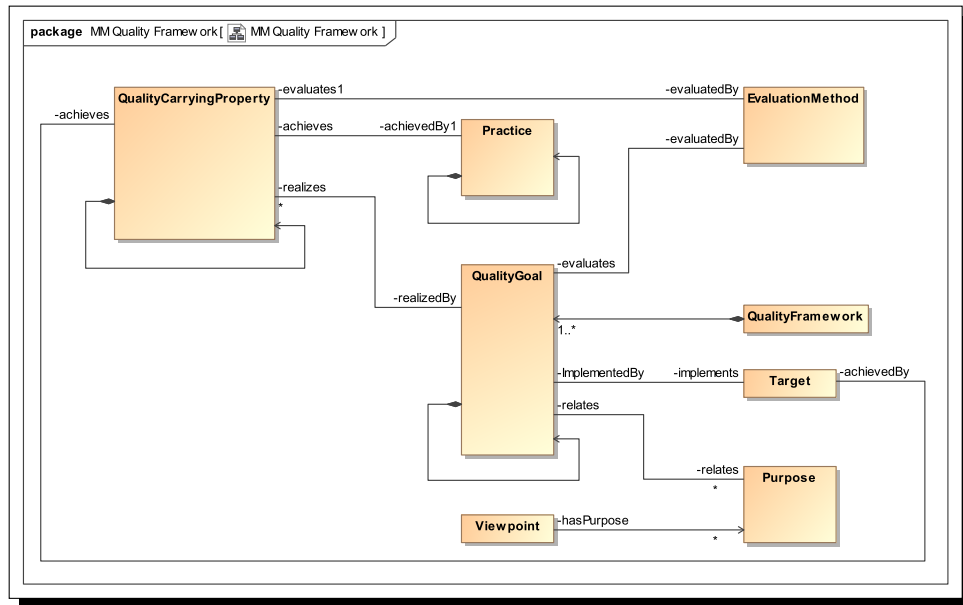 package MM Quality Framework[ MM Quality Framework ]
QualityCarryingProperty
-evaluates1
-evaluatedBy
EvaluationMethod
-achieves
-achieves
-achievedBy1
Practice
-evaluatedBy
-realizes
*
QualityGoal
-evaluates
-realizedBy
QualityFramework
1..*
-ImplementedBy
-implements
Target
-achievedBy
-relates
-relates
*
Purpose
Viewpoint
-hasPurpose
*